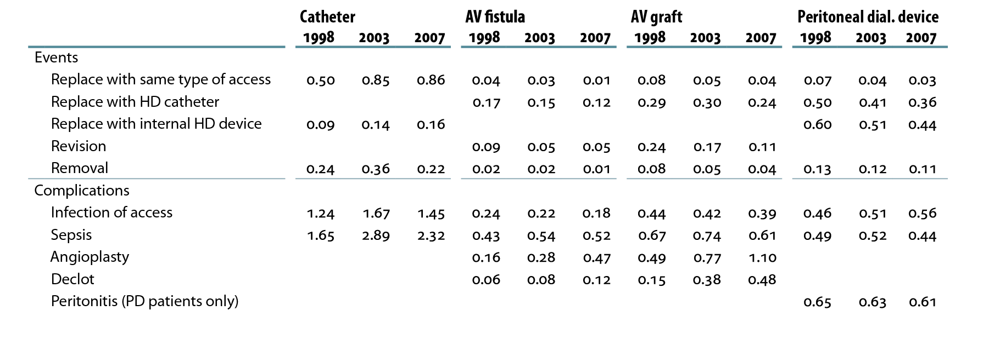 Catheter AV fistula AV graft Peritoneal dial. device
1998 2003 2007 1998 2003 2007 1998 2003 2007 1998 2003 2007
Events
Replace with same type of access 0.50 0.85 0.86 0.04 0.03 0.01 0.08 0.05 0.04 0.07 0.04 0.03
Replace with HD catheter 0.17 0.15 0.12 0.29 0.30 0.24 0.50 0.41 0.36
Replace with internal HD device 0.09 0.14 0.16 0.60 0.51 0.44
Revision 0.09 0.05 0.05 0.24 0.17 0.11
Removal 0.24 0.36 0.22 0.02 0.02 0.01 0.08 0.05 0.04 0.13 0.12 0.11
Complications
Infection of access 1.24 1.67 1.45 0.24 0.22 0.18 0.44 0.42 0.39 0.46 0.51 0.56
Sepsis 1.65 2.89 2.32 0.43 0.54 0.52 0.67 0.74 0.61 0.49 0.52 0.44
Angioplasty 0.16 0.28 0.47 0.49 0.77 1.10
Declot 0.06 0.08 0.12 0.15 0.38 0.48
Peritonitis (PD patients only) 0.65 0.63 0.61